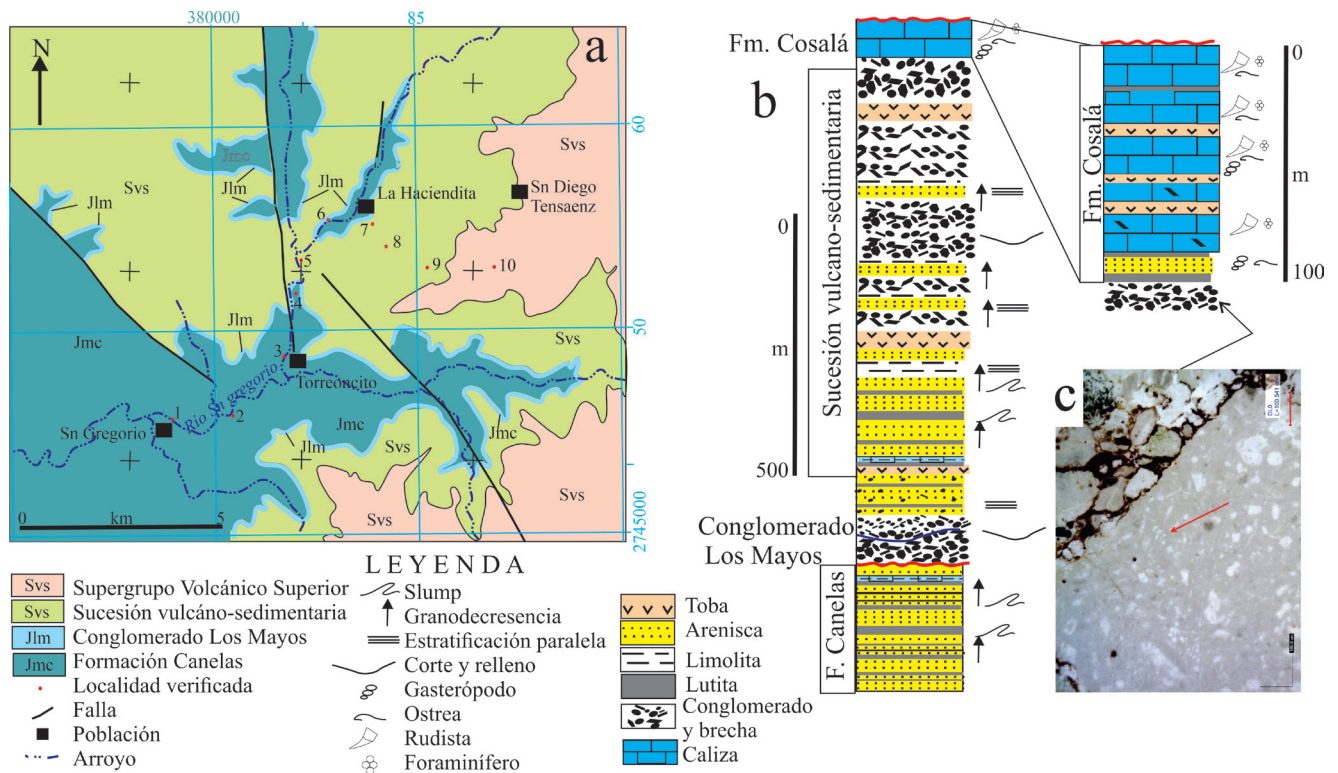 380000
85
a
N
60
Jmc
Svs
Jlm
Jlm
Jlm
Svs
La Haciendita
Sn Diego
Tensaenz
6
7
8
5
9
10
4
50
Jlm
Svs
Jmc
3
Torreoncito
Río Sn gregorio
1
2
Sn Gregorio
Jmc
Jmc
Jlm
Svs
Svs
Svs
0
km
5
2745000
LEYENDA
Svs
Supergrupo Volcánico Superior
Svs
Sucesión vulcáno-sedimentaria
Jlm
Conglomerado Los Mayos
Jmc
Formación Canelas
Localidad verificada
Falla
Población
Arroyo
Slump
Granodecresencia
Estratificación paralela
Corte y relleno
Gasterópodo
Ostrea
Rudista
Foraminífero
Toba
Arenisca
Limolita
Lutita
Conglomerado
y brecha
Caliza
b
Fm. Cosalá
Sucesión vulcano-sedimentaria
0
m
500
Conglomerado
Los Mayos
F. Canelas
Fm. Cosalá
0
m
100
c